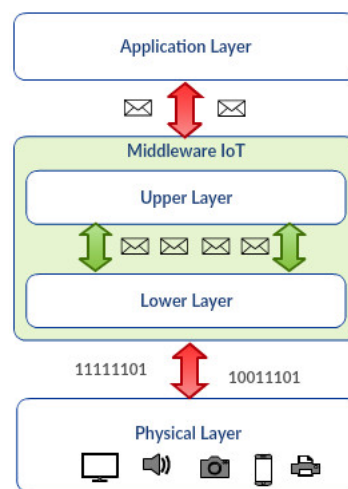 Application Layer
Middleware IoT
Upper Layer
Lower Layer
11111101
10011101
Physical Layer